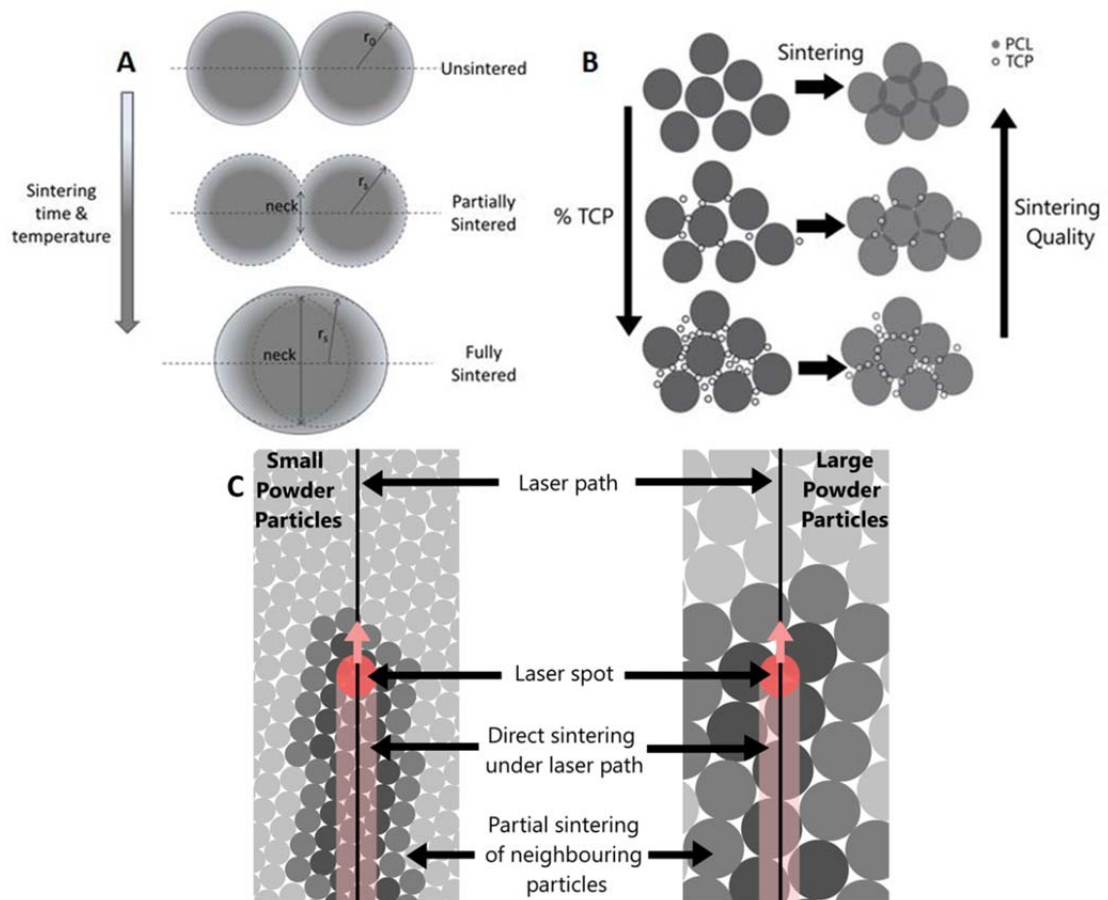 A
r₀
Unsintered
Sintering
time &
temperature
neck
rₛ
Partially
Sintered
neck
rₛ
Fully
Sintered
B
Sintering
PCL
TCP
% TCP
Sintering
Quality
C
Small
Powder
Particles
Laser path
Large
Powder
Particles
Laser spot
Direct sintering
under laser path
Partial sintering
of neighbouring
particles